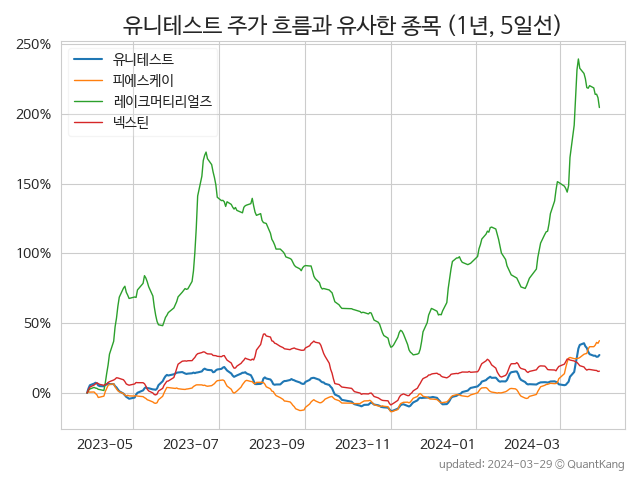 유니테스트 주가 흐름과 유사한 종목 (1년, 5일선)
250%
유니테스트
피에스케이
레이크머티리얼즈
넥스틴
200%
150%
100%
50%
0%
2023-05 2023-07 2023-09 2023-11 2024-01 2024-03
updated: 2024-03-29 © QuantKang